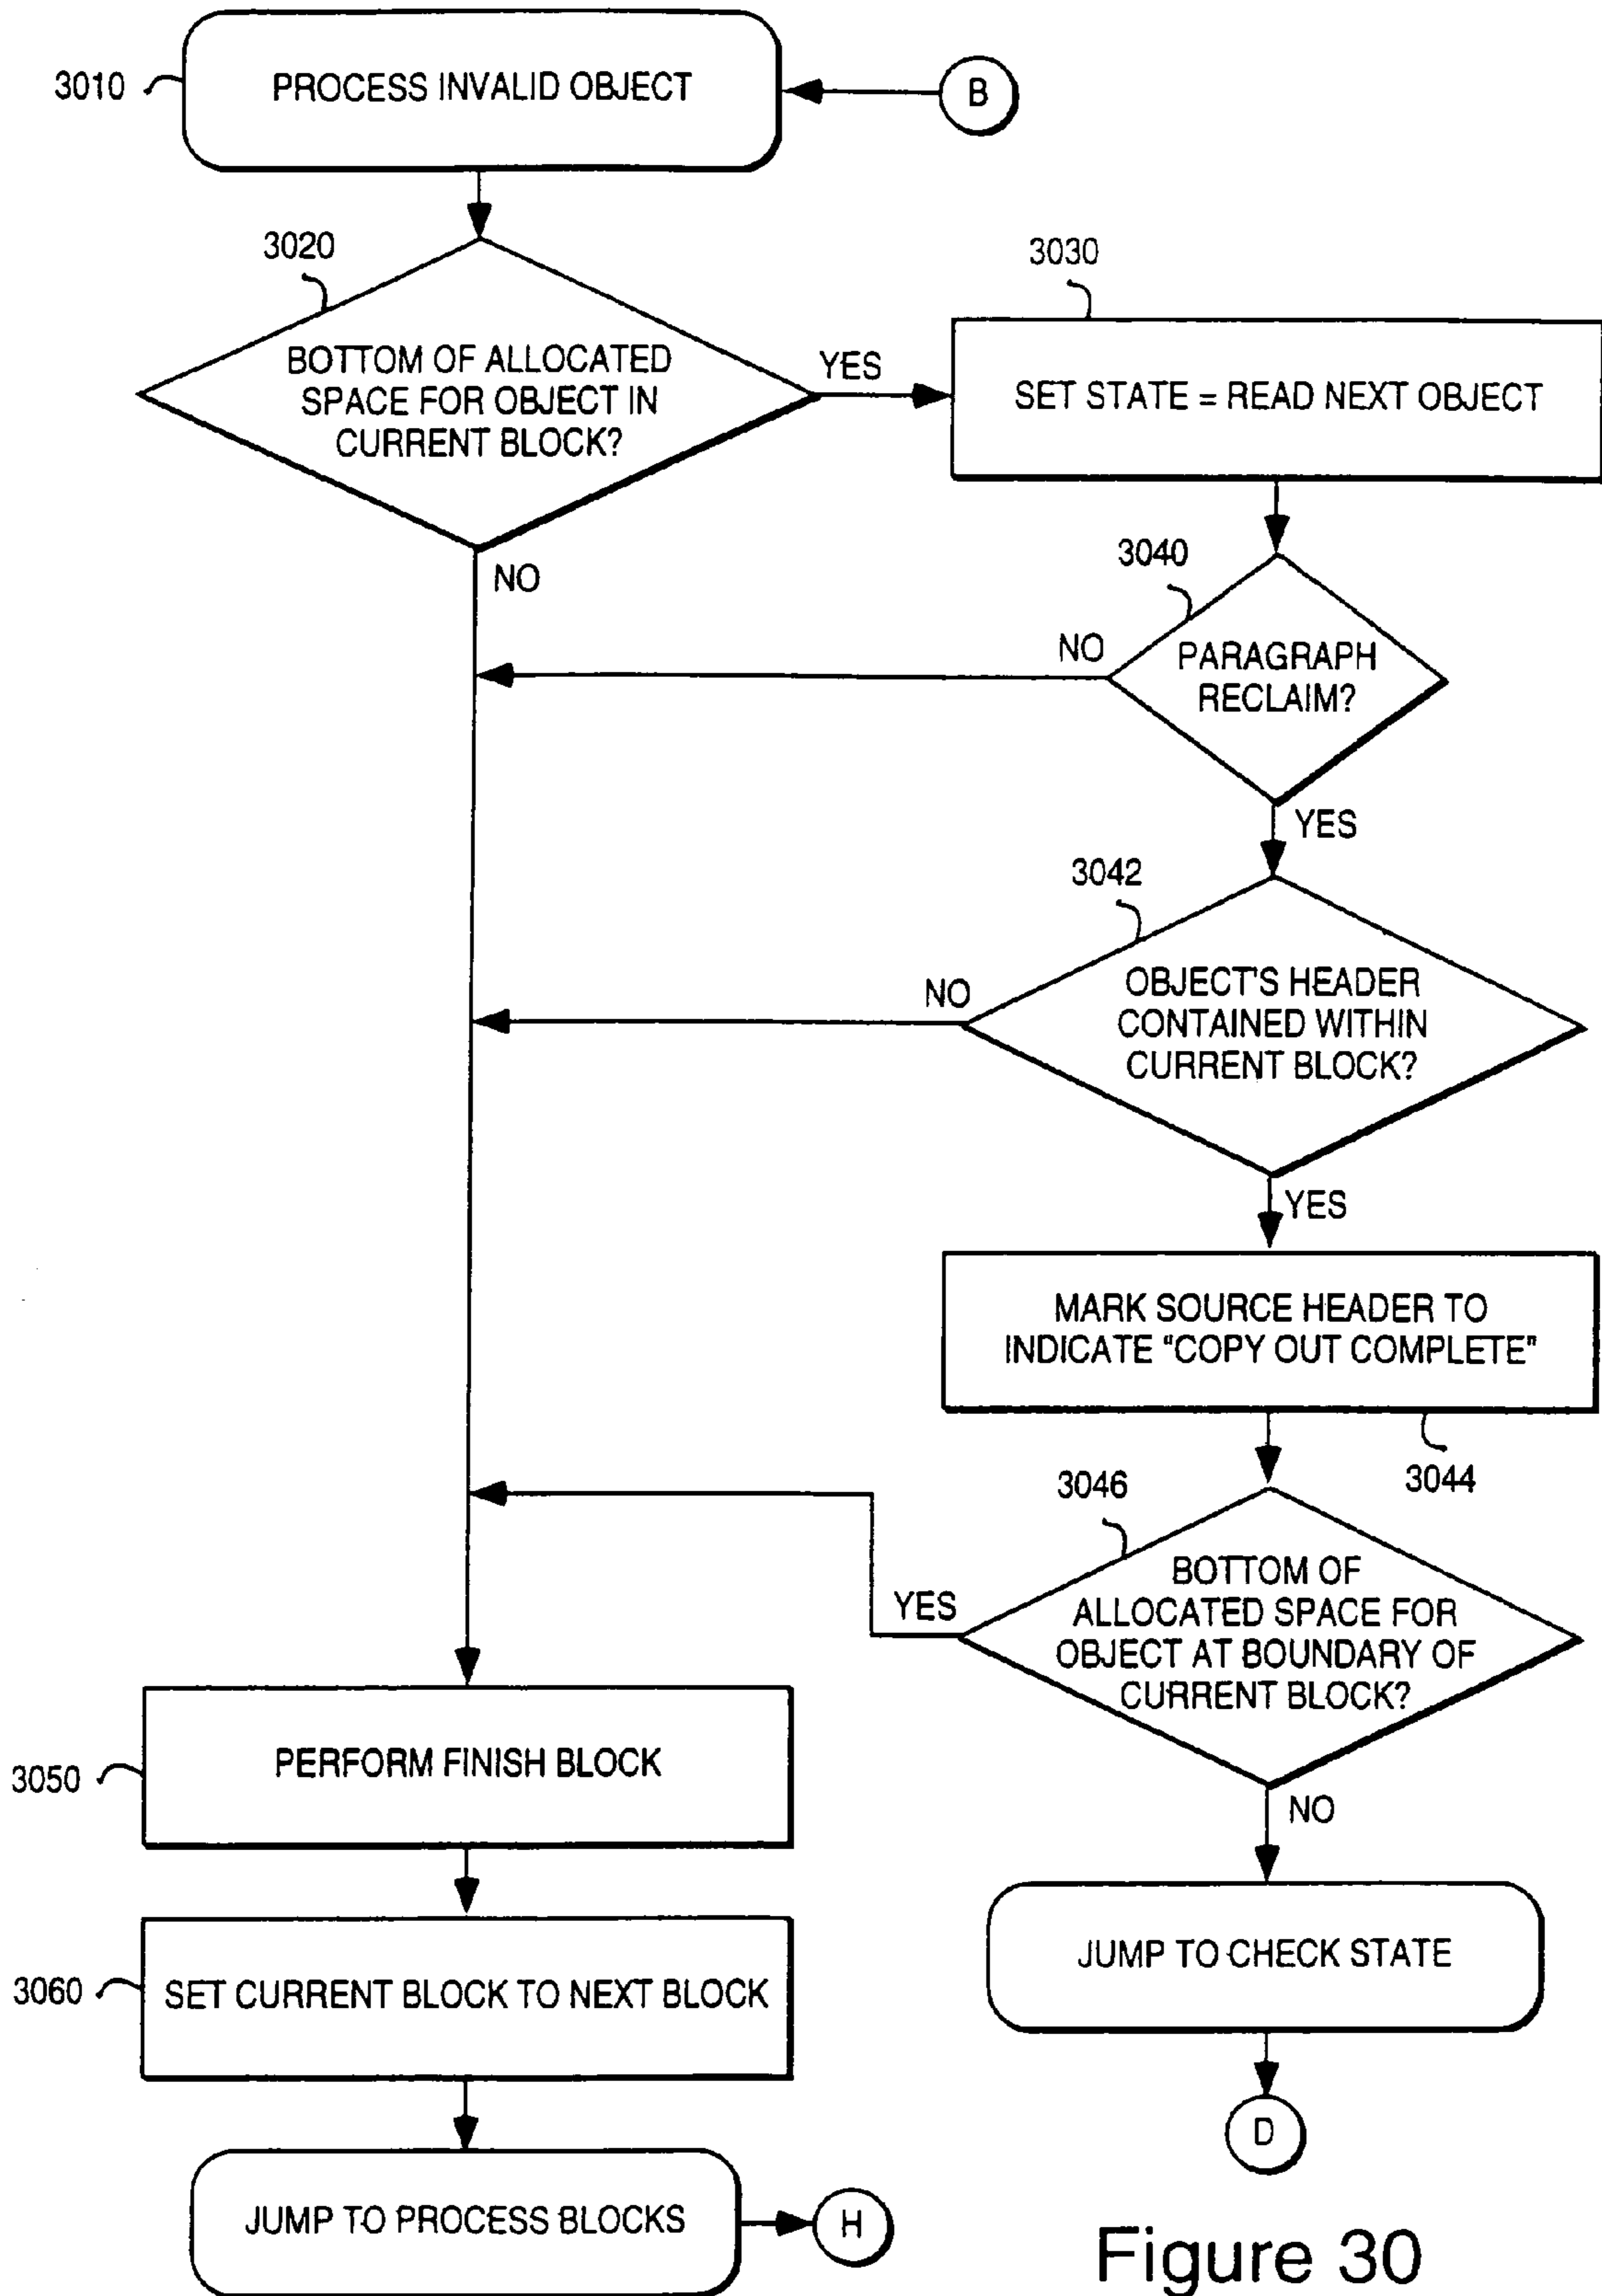 3010
PROCESS INVALID OBJECT
B
3020
BOTTOM OF ALLOCATED
SPACE FOR OBJECT IN
CURRENT BLOCK?
YES
NO
3030
SET STATE = READ NEXT OBJECT
3040
PARAGRAPH
RECLAIM?
NO
YES
3042
OBJECT'S HEADER
CONTAINED WITHIN
CURRENT BLOCK?
NO
YES
MARK SOURCE HEADER TO
INDICATE "COPY OUT COMPLETE"
3044
3046
BOTTOM OF
ALLOCATED SPACE FOR
OBJECT AT BOUNDARY OF
CURRENT BLOCK?
YES
NO
3050
PERFORM FINISH BLOCK
3060
SET CURRENT BLOCK TO NEXT BLOCK
JUMP TO CHECK STATE
D
JUMP TO PROCESS BLOCKS
H
Figure 30